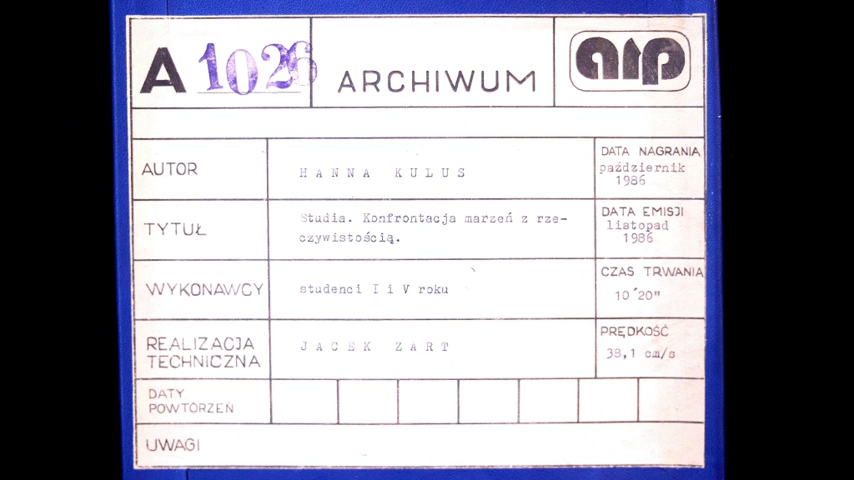 A 1026
ARCHIWUM
arp
AUTOR
HANNA KULUS
DATA NAGRANIA
październik
1986
TYTUŁ
Studia. Konfrontacja marzeń z rze-
czywistością.
DATA EMISJI
listopad
1986
WYKONAWCY
studenci I i V roku
CZAS TRWANIA
10´20"
REALIZACJA
TECHNICZNA
JACEK ZART
PRĘDKOŚĆ
38,1 cm/s
DATY
POWTÓRZEŃ
UWAGI